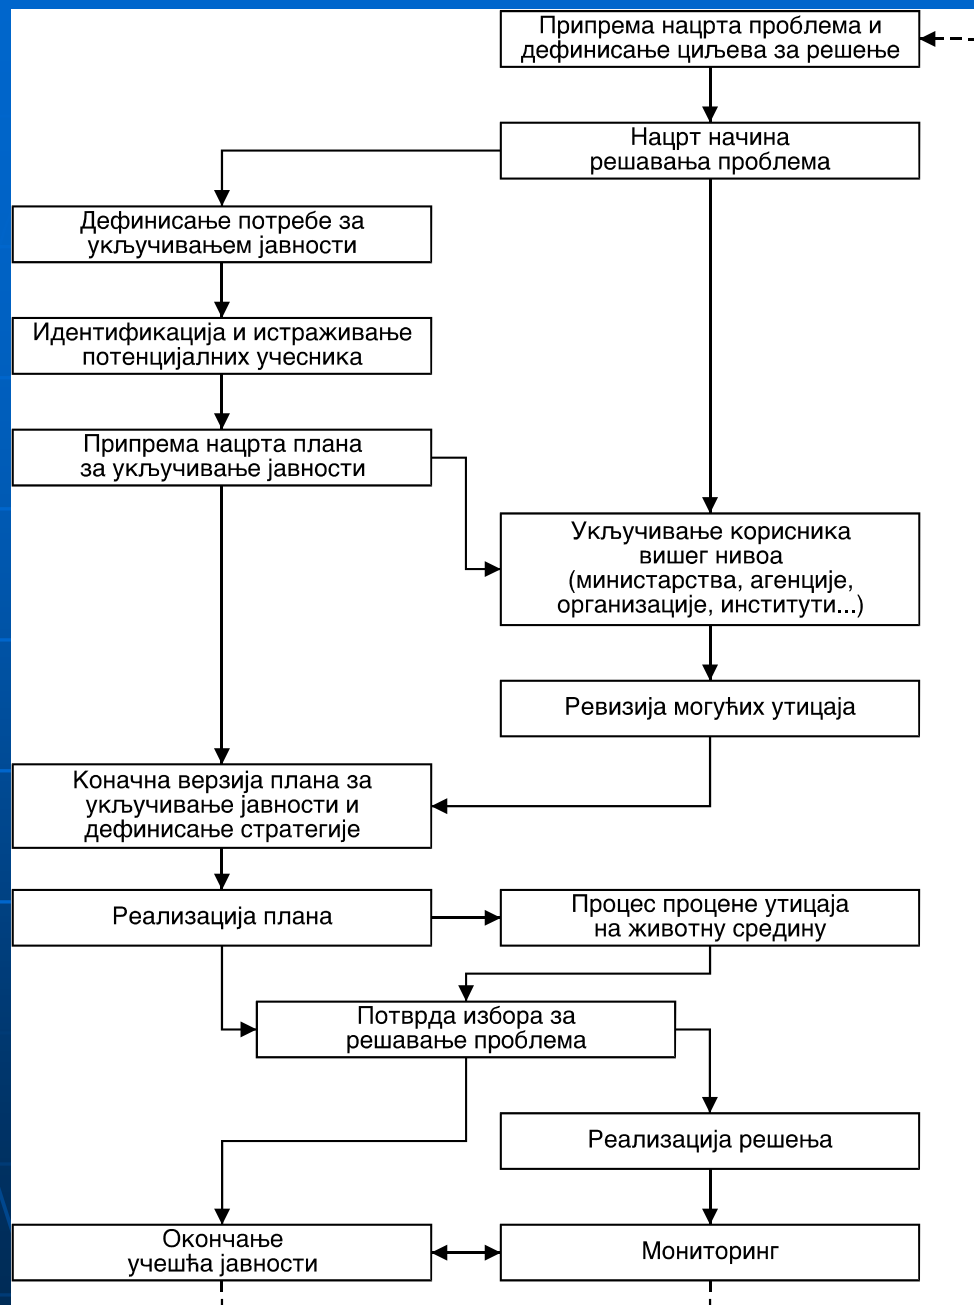 Припрема нацрта проблема и
дефинисање циљева за решење
Нацрт начина
решавања проблема
Дефинисање потребе за
укључивањем јавности
Идентификација и истраживање
потенцијалних учесника
Припрема нацрта плана
за укључивање јавности
Укључивање корисника
вишег нивоа
(министарства, агенције,
организације, институти...)
Ревизија могућих утицаја
Коначна верзија плана за
укључивање јавности и
дефинисање стратегије
Реализација плана
Процес процене утицаја
на животну средину
Потврда избора за
решавање проблема
Реализација решења
Окончање
учешћа јавности
Мониторинг